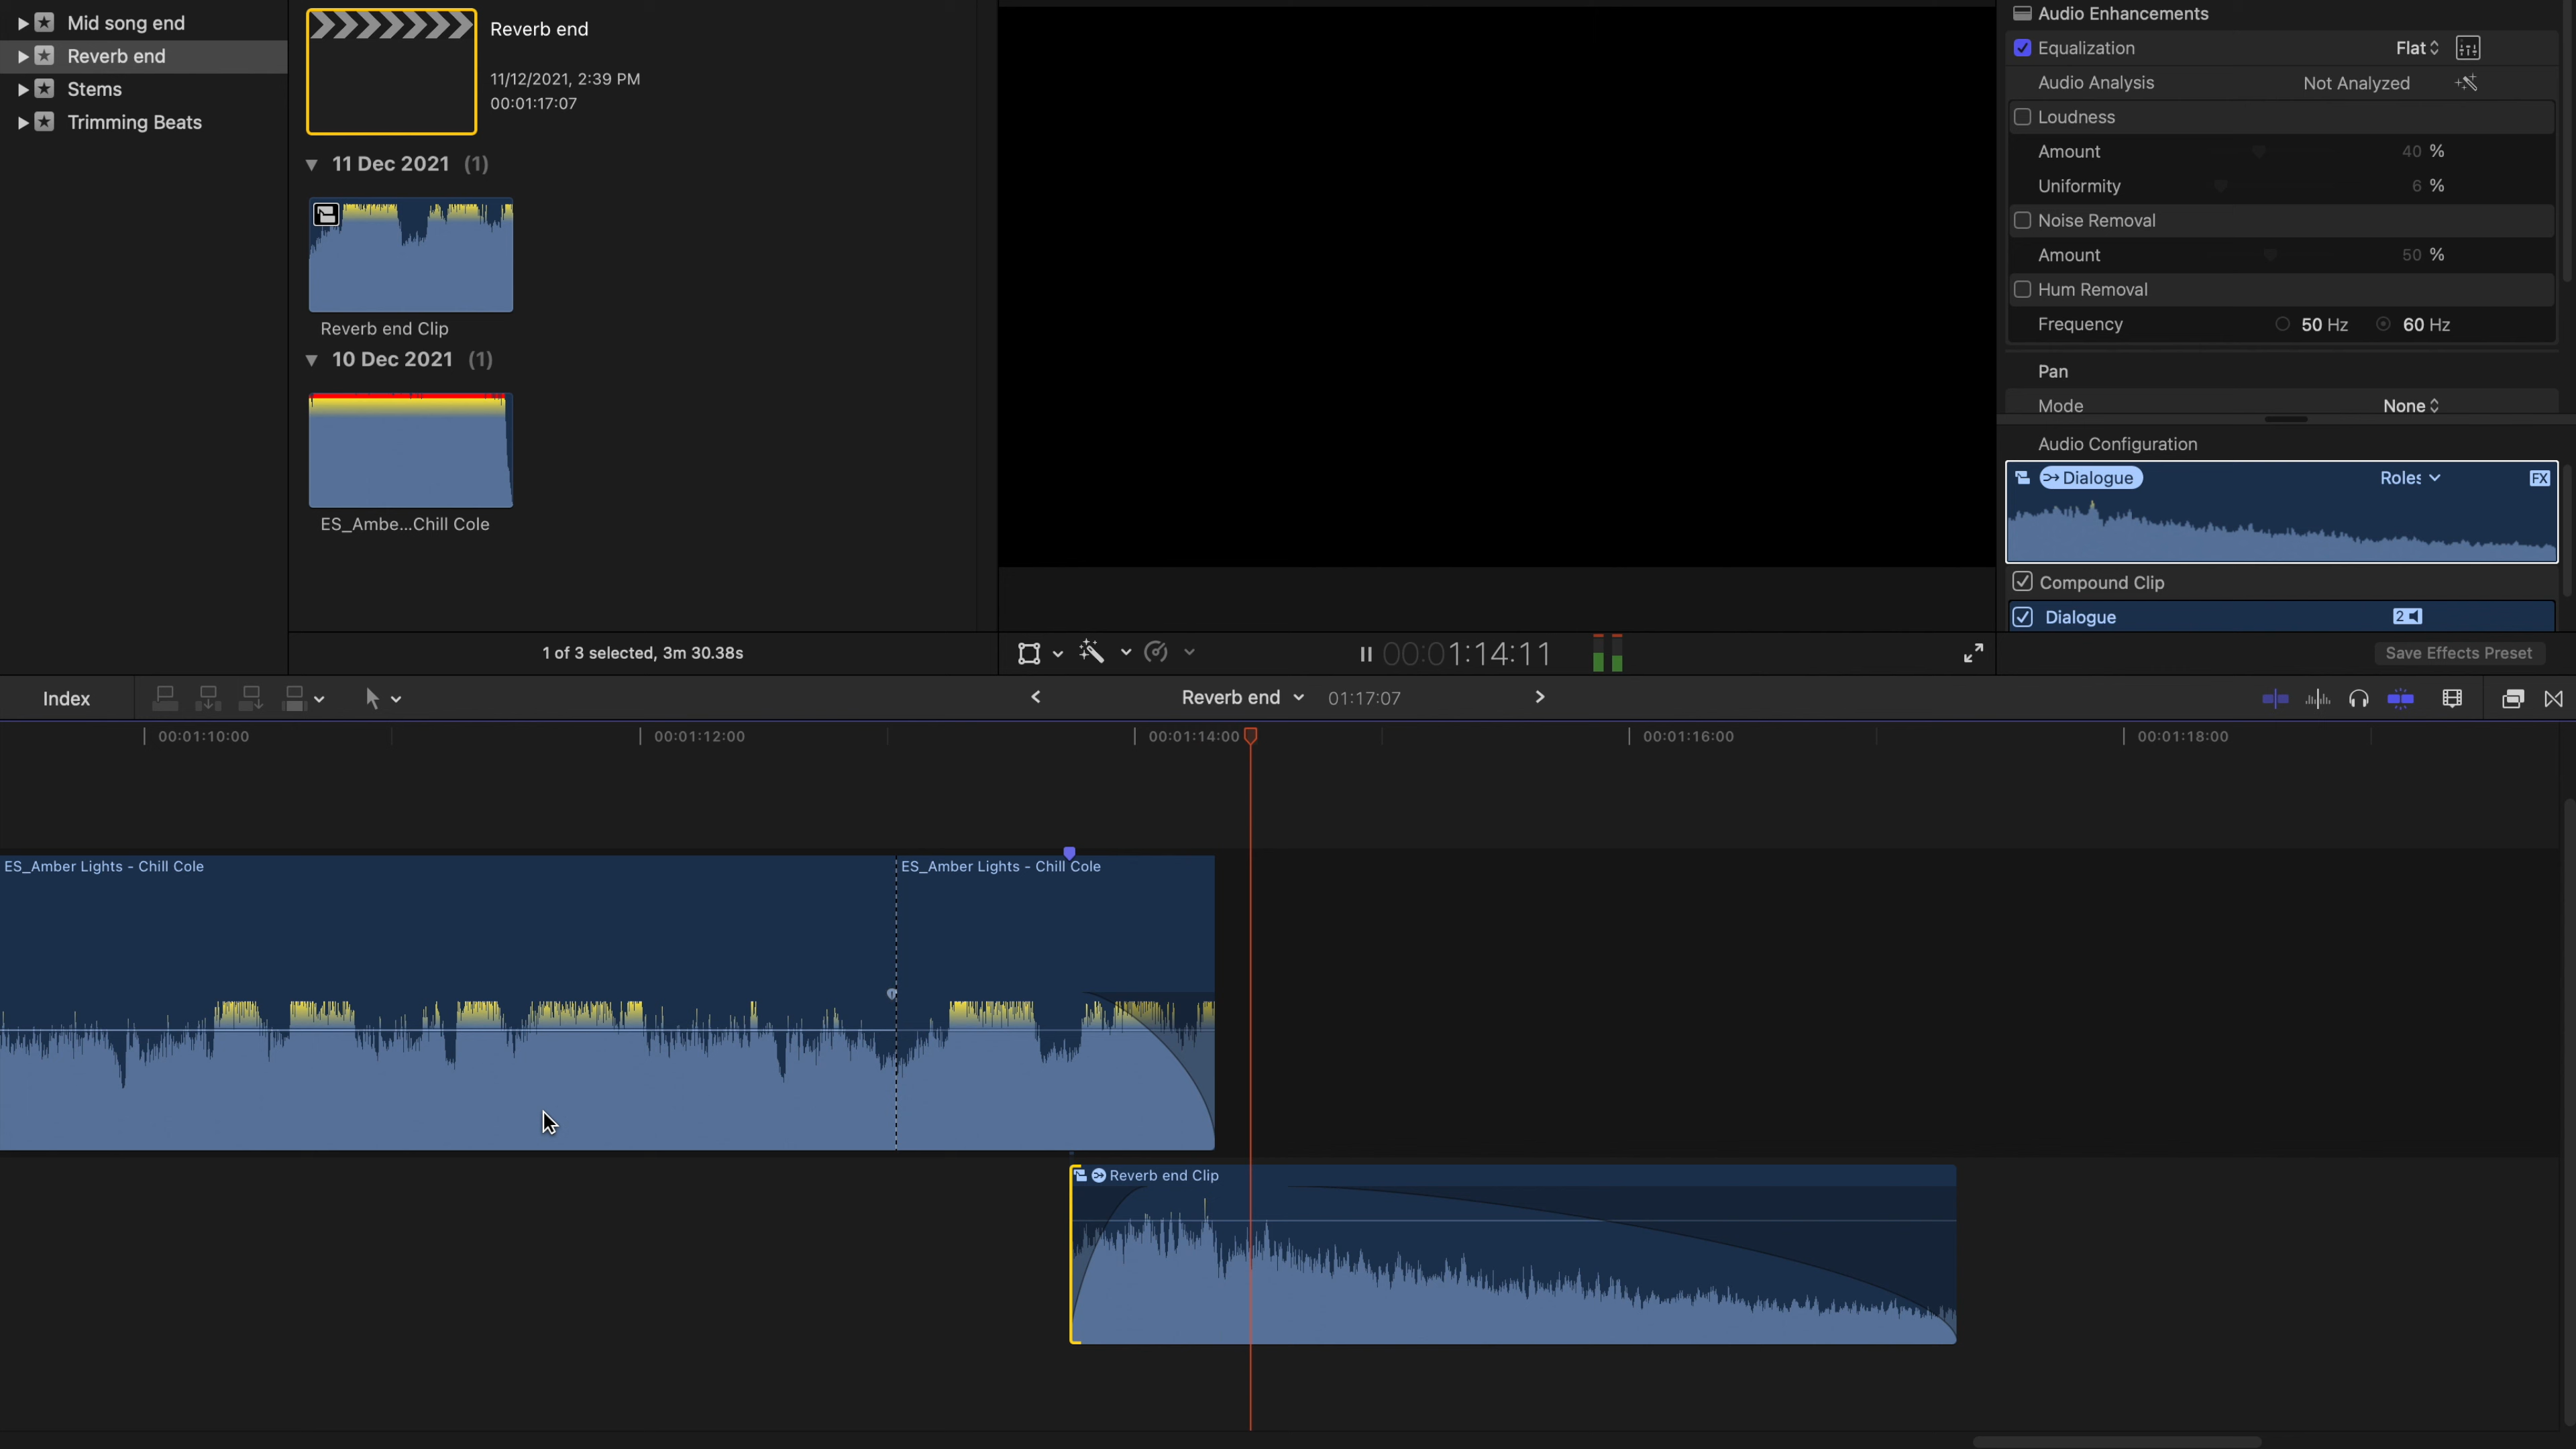 Mid song end
Reverb end
Stems
Trimming Beats
Reverb end
11/12/2021, 2:39 PM
00:01:17:07
11 Dec 2021 (1)
Reverb end Clip
10 Dec 2021 (1)
ES_Ambe...Chill Cole
1 of 3 selected, 3m 30.38s
00:01:14:11
Audio Enhancements
Equalization Flat
Audio Analysis Not Analyzed
Loudness
Amount 40 %
Uniformity 6 %
Noise Removal
Amount 50 %
Hum Removal
Frequency 50 Hz 60 Hz
Pan
Mode None
Audio Configuration
Dialogue Roles FX
Compound Clip
Dialogue 2
Save Effects Preset
Index
Reverb end 01:17:07
00:01:10:00 00:01:12:00 00:01:14:00 00:01:16:00 00:01:18:00
ES_Amber Lights - Chill Cole ES_Amber Lights - Chill Cole
Reverb end Clip